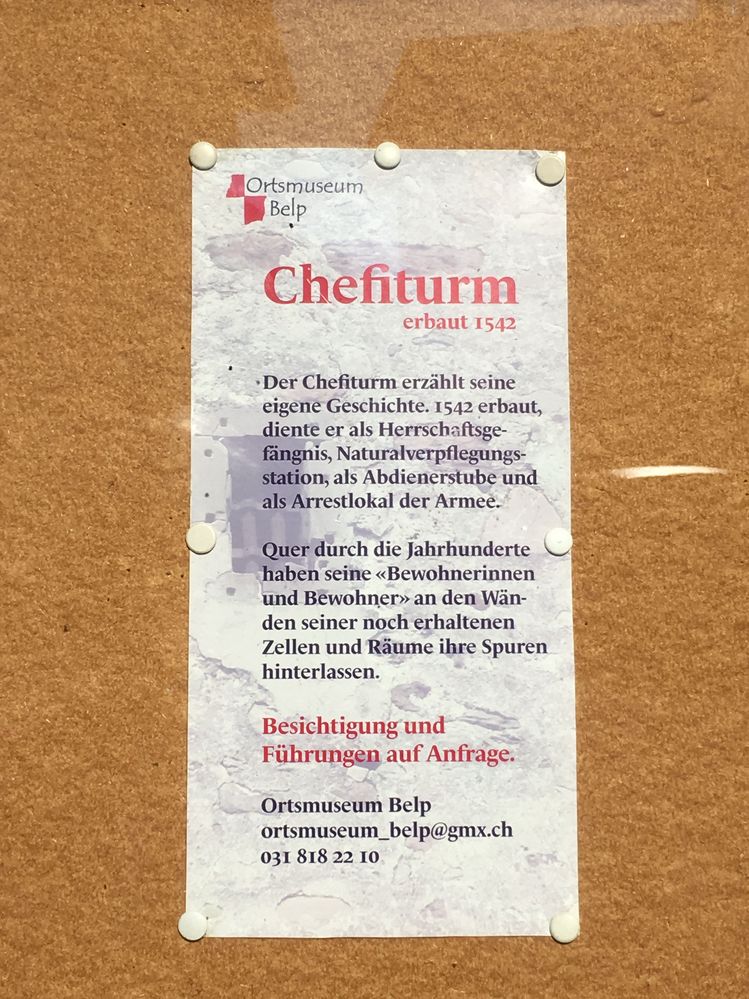 Ortsmuseum
Belp
Chefiturm
erbaut 1542
Der Chefiturm erzählt seine
eigene Geschichte. 1542 erbaut,
diente er als Herrschaftsge-
fängnis, Naturalverpflegungs-
station, als Abdienerstube und
als Arrestlokal der Armee.
Quer durch die Jahrhunderte
haben seine «Bewohnerinnen
und Bewohner» an den Wän-
den seiner noch erhaltenen
Zellen und Räume ihre Spuren
hinterlassen.
Besichtigung und
Führungen auf Anfrage.
Ortsmuseum Belp
ortsmuseum_belp@gmx.ch
031 818 22 10